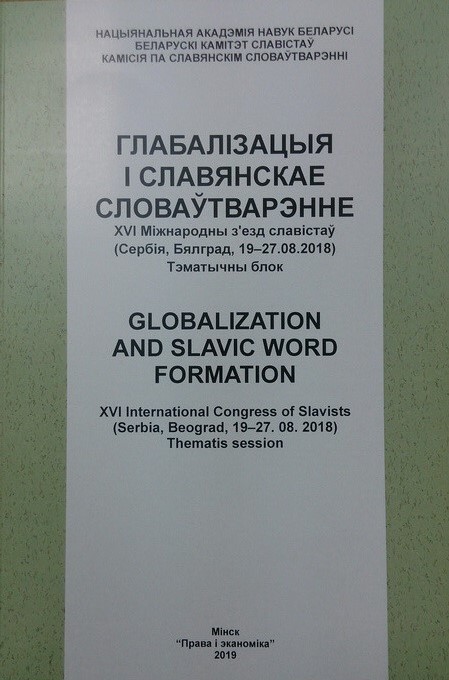 НАЦЫЯНАЛЬНАЯ АКАДЭМІЯ НАВУК БЕЛАРУСІ
БЕЛАРУСКІ КАМІТЭТ СЛАВІСТАЎ
КАМІСІЯ ПА СЛАВЯНСКІМ СЛОВАЎТВАРЭННІ
ГЛАБАЛІЗАЦЫЯ
І СЛАВЯНСКАЕ
СЛОВАЎТВАРЭННЕ
XVI Міжнародны з'езд славістаў
(Сербія, Бялград, 19–27.08.2018)
Тэматычны блок
GLOBALIZATION
AND SLAVIC WORD
FORMATION
XVI International Congress of Slavists
(Serbia, Beograd, 19–27. 08. 2018)
Thematis session
Мінск
“Права і эканоміка”
2019